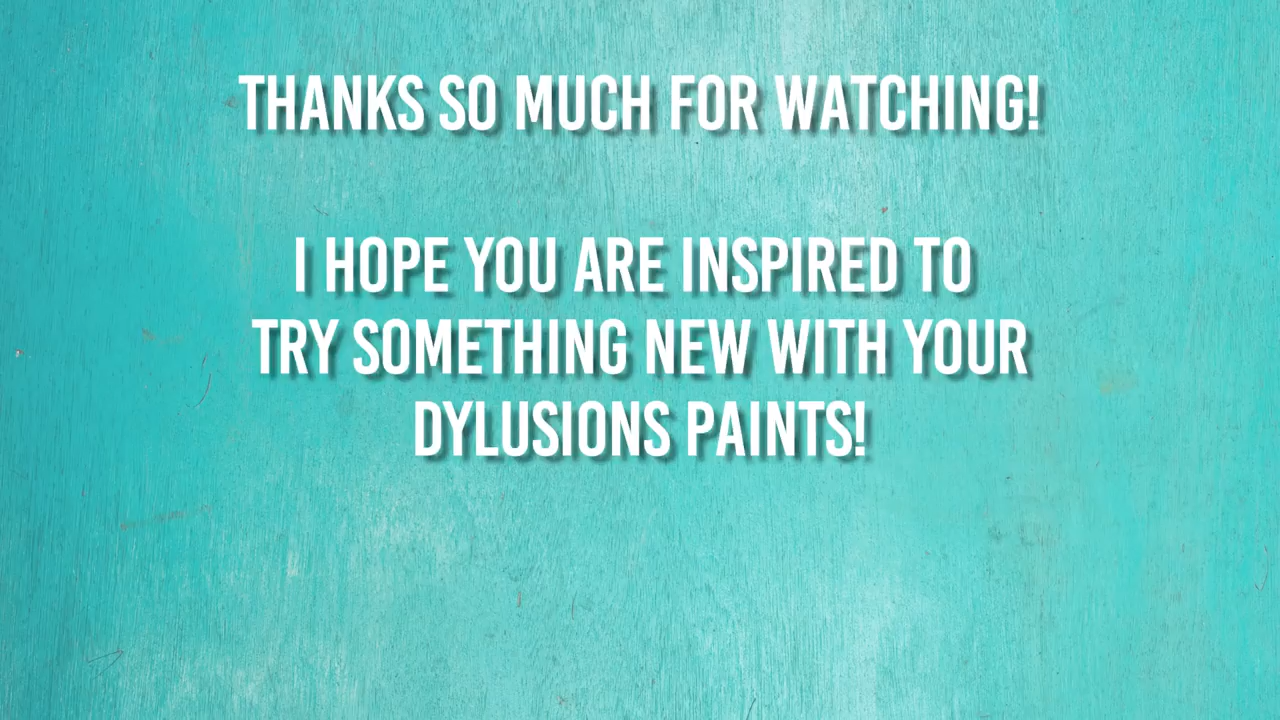 THANKS SO MUCH FOR WATCHING!
I HOPE YOU ARE INSPIRED TO
TRY SOMETHING NEW WITH YOUR
DYLUSIONS PAINTS!